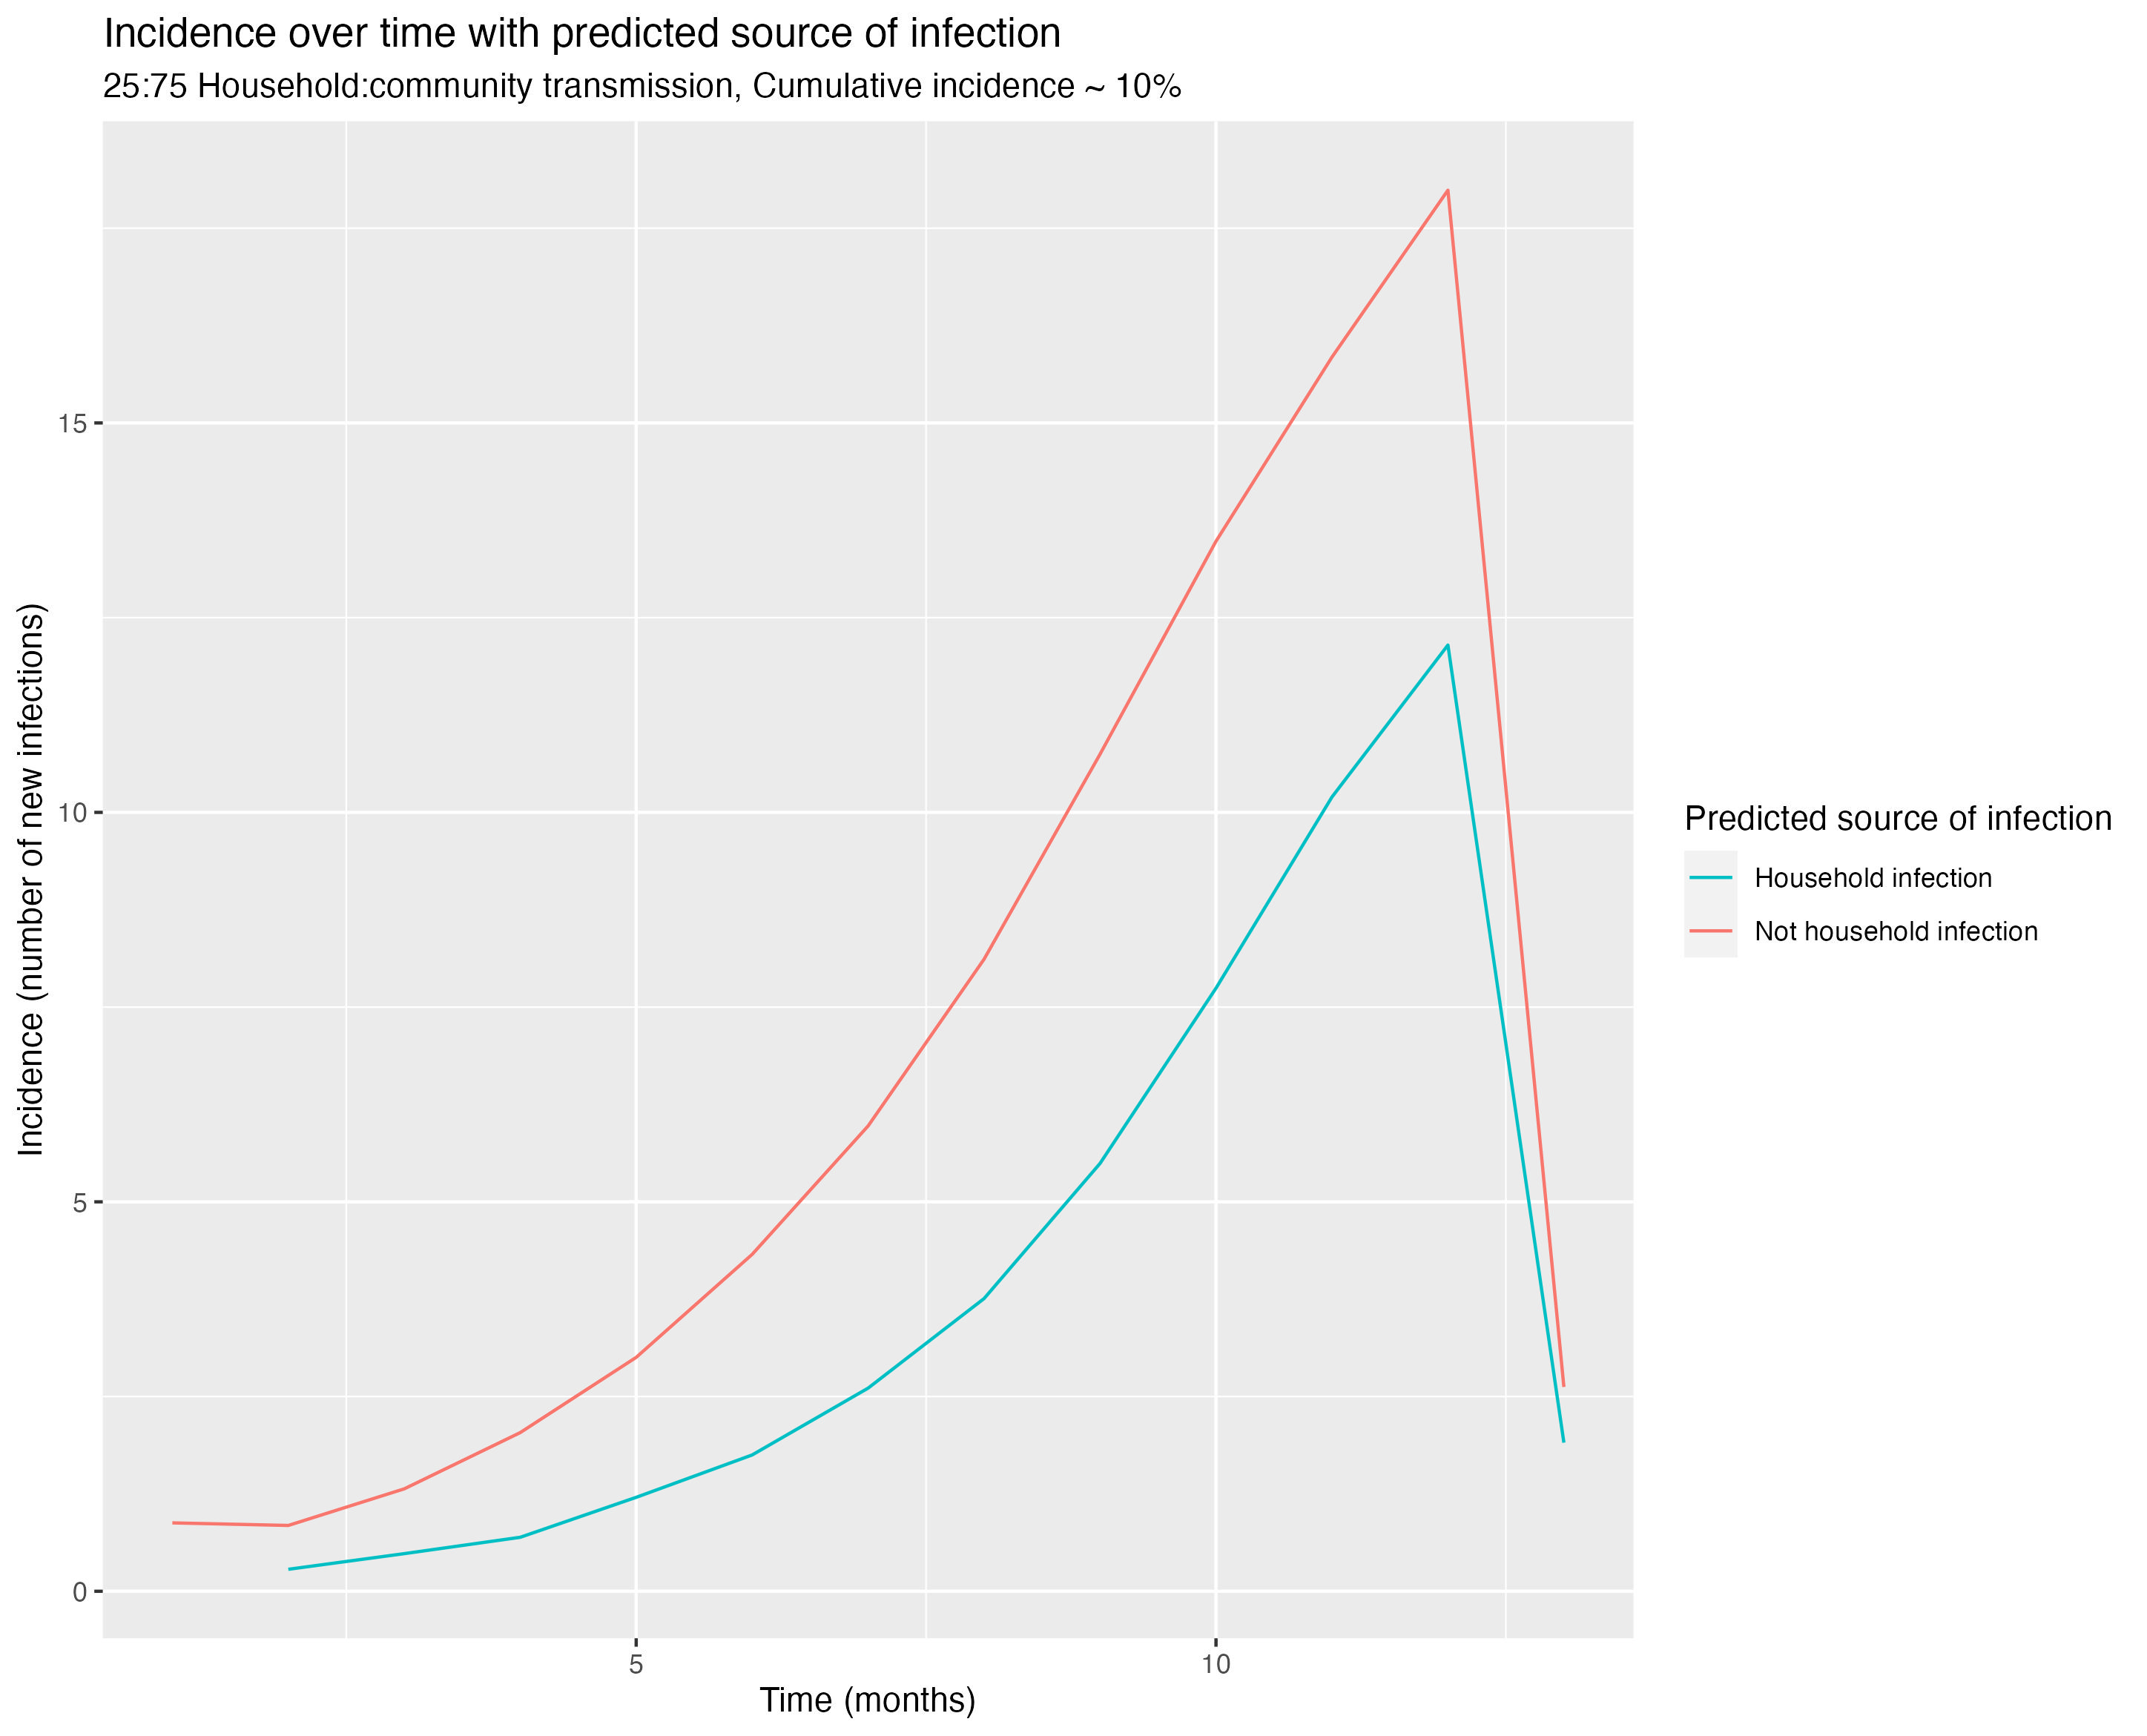 Incidence over time with predicted source of infection
25:75 Household:community transmission, Cumulative incidence ~ 10%
Incidence (number of new infections)
15
10
5
0
5
10
Time (months)
Predicted source of infection
Household infection
Not household infection